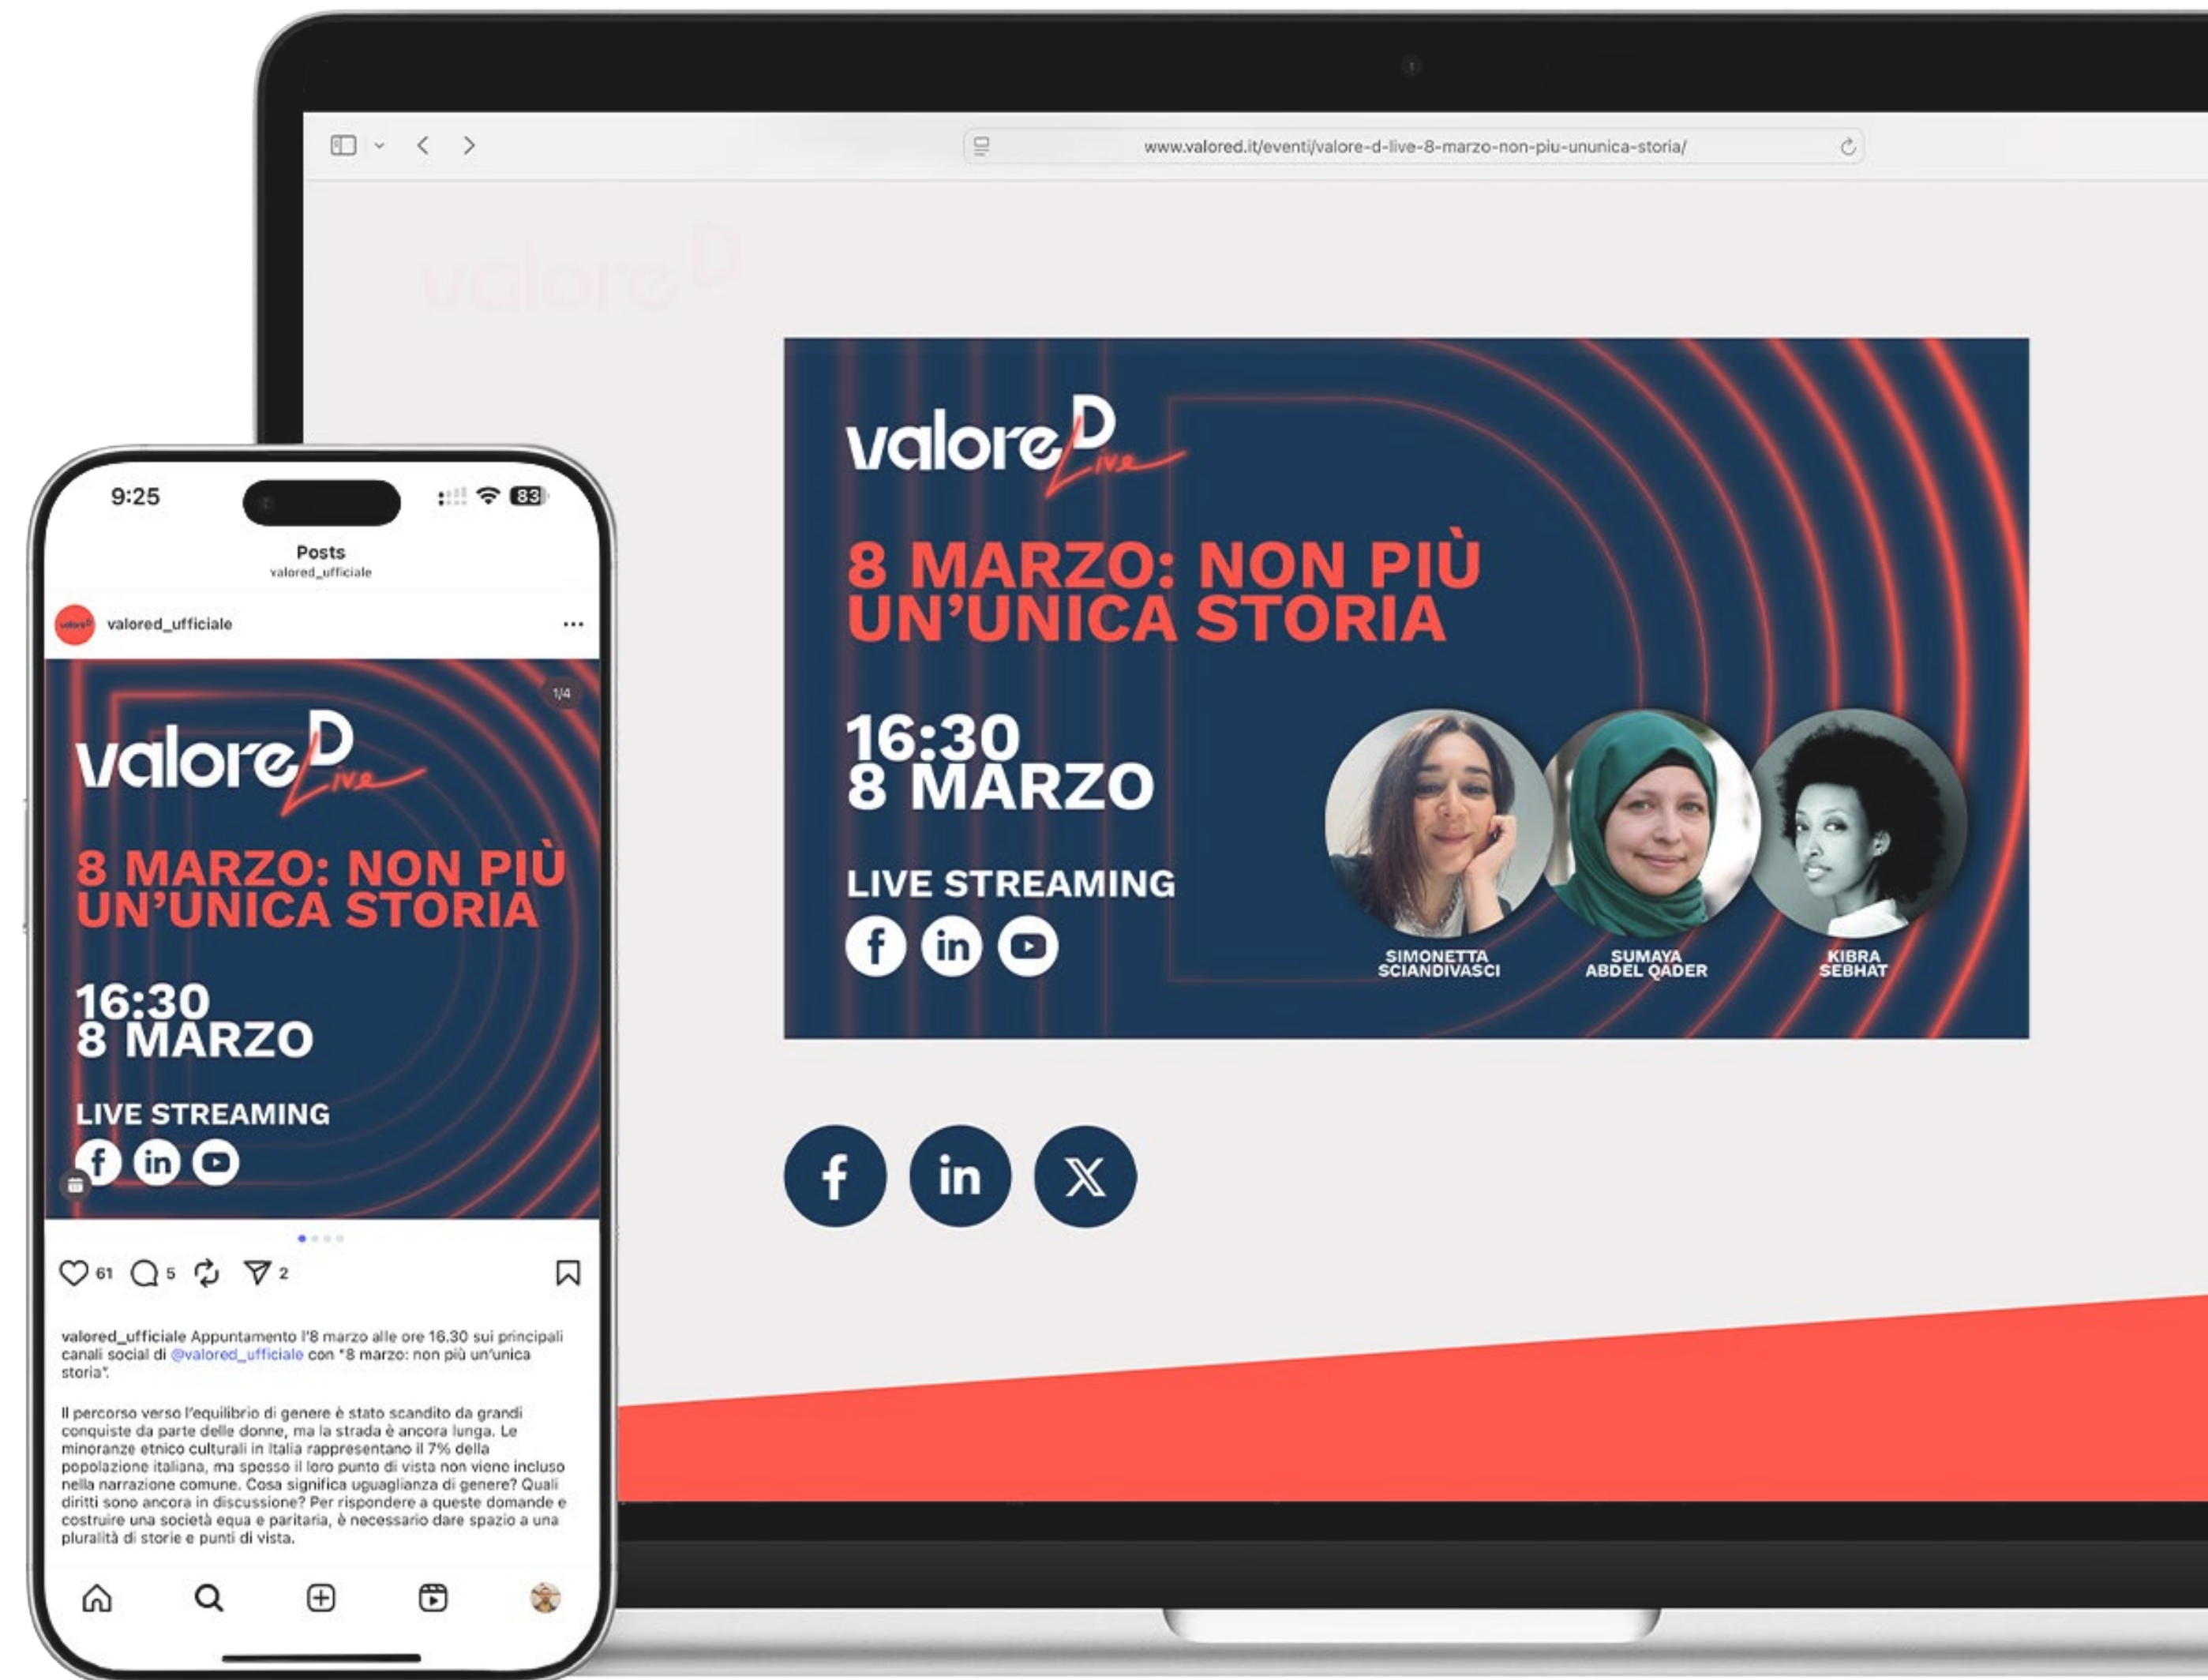 www.valored.it/eventi/valore-d-live-8-marzo-non-piu-ununica-storia/
valoreD
valoreD
Live
8 MARZO: NON PIÙ
UN’UNICA STORIA
16:30
8 MARZO
LIVE STREAMING
f in
SIMONETTA
SCIANDIVASCI
SUMAYA
ABDEL QADER
KIBRA
SEBHAT
f in X
9:25
83
Posts
valored_ufficiale
valoreD
valored_ufficiale
1/4
valoreD
Live
8 MARZO: NON PIÙ
UN’UNICA STORIA
16:30
8 MARZO
LIVE STREAMING
f in
61 5 2
valored_ufficiale Appuntamento l'8 marzo alle ore 16.30 sui principali
canali social di @valored_ufficiale con "8 marzo: non più un'unica
storia".
Il percorso verso l'equilibrio di genere è stato scandito da grandi
conquiste da parte delle donne, ma la strada è ancora lunga. Le
minoranze etnico culturali in Italia rappresentano il 7% della
popolazione italiana, ma spesso il loro punto di vista non viene incluso
nella narrazione comune. Cosa significa uguaglianza di genere? Quali
diritti sono ancora in discussione? Per rispondere a queste domande e
costruire una società equa e paritaria, è necessario dare spazio a una
pluralità di storie e punti di vista.